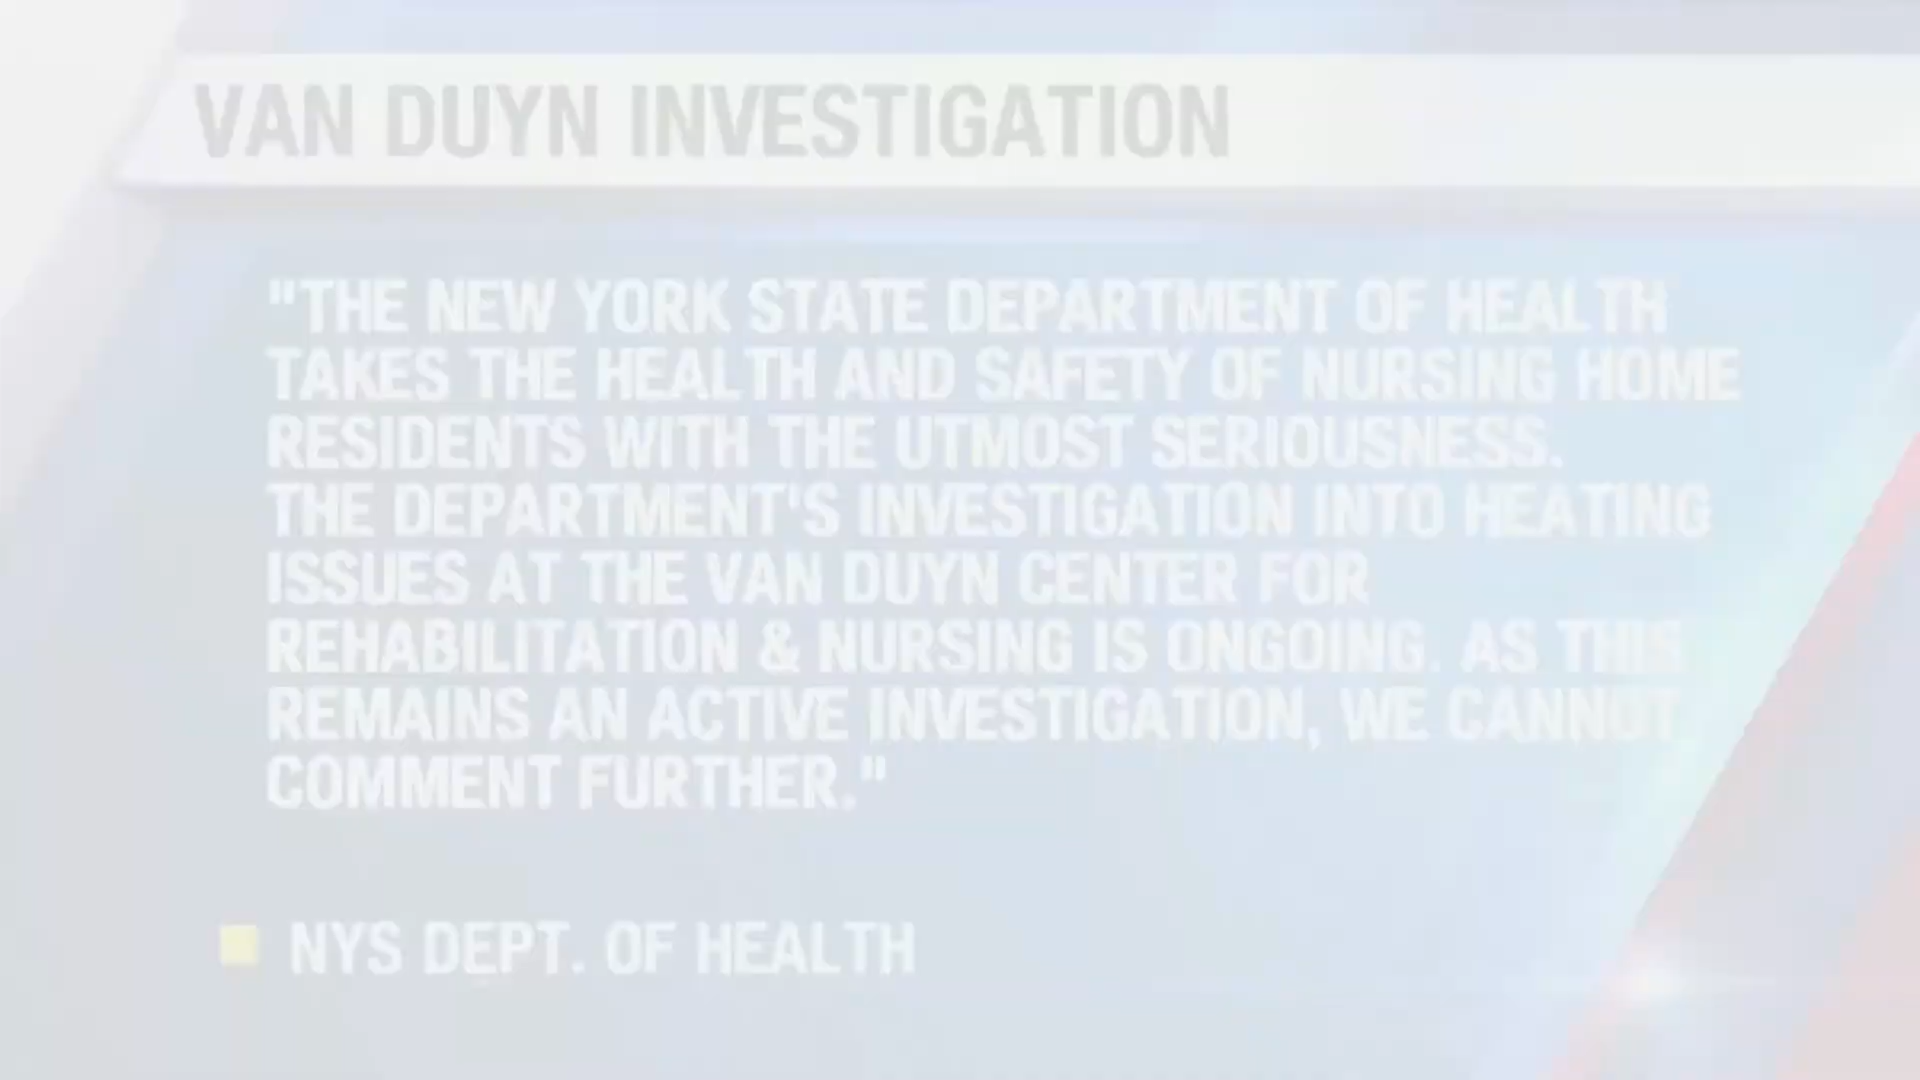 VAN DUYN INVESTIGATION
"THE NEW YORK STATE DEPARTMENT OF HEALTH
TAKES THE HEALTH AND SAFETY OF NURSING HOME
RESIDENTS WITH THE UTMOST SERIOUSNESS.
THE DEPARTMENT'S INVESTIGATION INTO HEATING
ISSUES AT THE VAN DUYN CENTER FOR
REHABILITATION & NURSING IS ONGOING. AS THIS
REMAINS AN ACTIVE INVESTIGATION, WE CANNOT
COMMENT FURTHER."
NYS DEPT. OF HEALTH